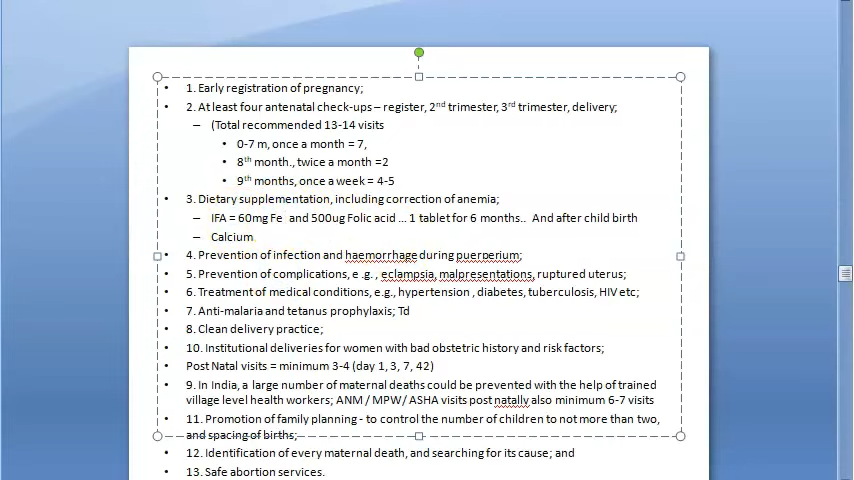 • 1. Early registration of pregnancy;
• 2. At least four antenatal check-ups – register, 2nd trimester, 3rd trimester, delivery;
– (Total recommended 13-14 visits
• 0-7 m, once a month = 7,
• 8th month., twice a month =2
• 9th months, once a week = 4-5
• 3. Dietary supplementation, including correction of anemia;
– IFA = 60mg Fe and 500ug Folic acid ... 1 tablet for 6 months.. And after child birth
– Calcium
• 4. Prevention of infection and haemorrhage during puerperium;
• 5. Prevention of complications, e .g. , eclampsia, malpresentations, ruptured uterus;
• 6. Treatment of medical conditions, e.g., hypertension , diabetes, tuberculosis, HIV etc;
• 7. Anti-malaria and tetanus prophylaxis; Td
• 8. Clean delivery practice;
• 10. Institutional deliveries for women with bad obstetric history and risk factors;
• Post Natal visits = minimum 3-4 (day 1, 3, 7, 42)
• 9. In India, a large number of maternal deaths could be prevented with the help of trained
village level health workers; ANM / MPW/ ASHA visits post natally also minimum 6-7 visits
• 11. Promotion of family planning - to control the number of children to not more than two,
and spacing of births;
• 12. Identification of every maternal death, and searching for its cause; and
• 13. Safe abortion services.